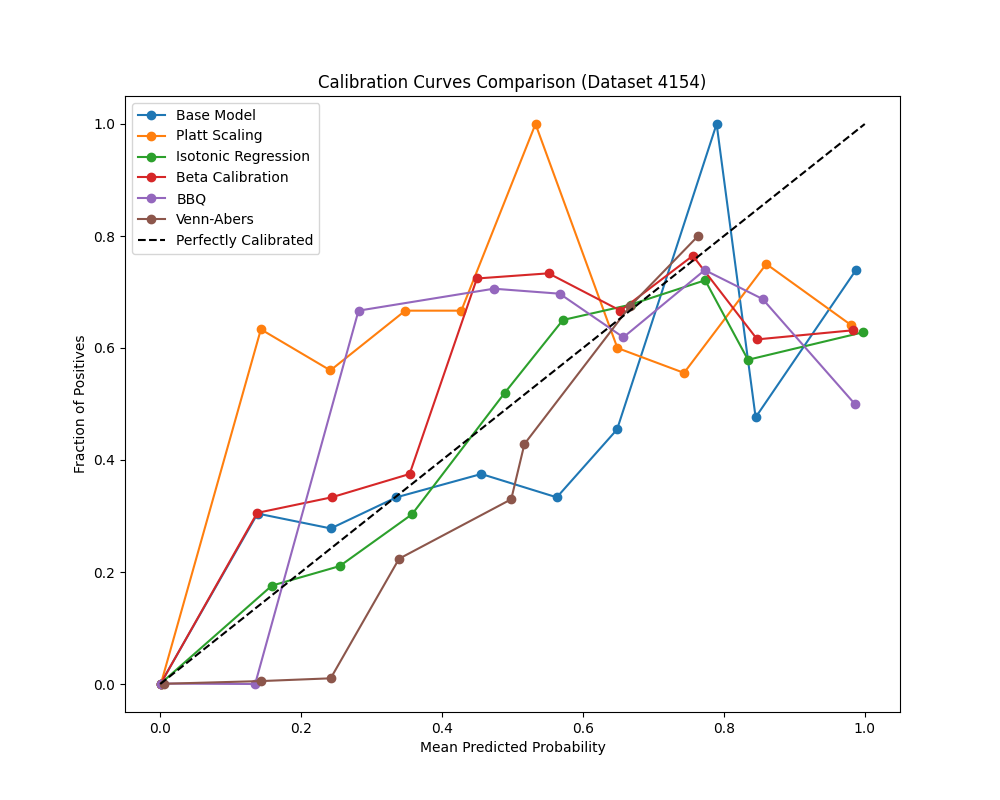 Calibration Curves Comparison (Dataset 4154)
Base Model
Platt Scaling
Isotonic Regression
Beta Calibration
BBQ
Venn-Abers
Perfectly Calibrated
Fraction of Positives
1.0
0.8
0.6
0.4
0.2
0.0
0.0 0.2 0.4 0.6 0.8 1.0
Mean Predicted Probability